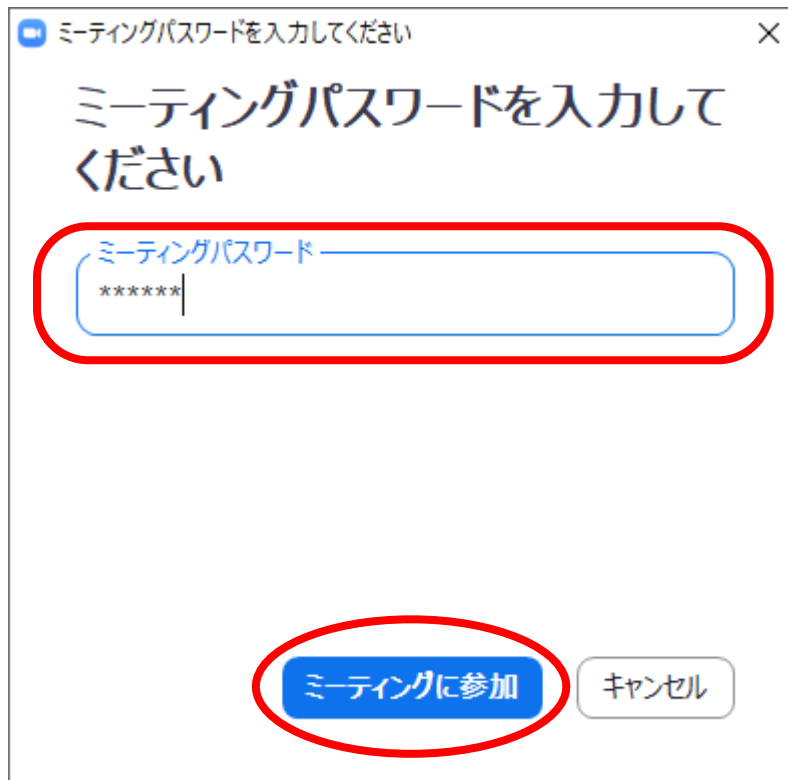 ミーティングパスワードを入力してください
ミーティングパスワードを入力して
ください
ミーティングパスワード
******
ミーティングに参加
キャンセル